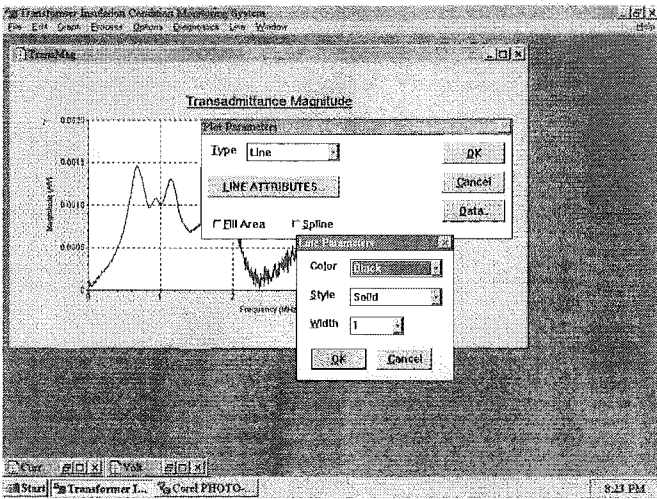 Transformer Insulation Condition Monitoring System
File Edit Graph Process Options Diagnostics Line Window Help
TransMag
Transadmittance Magnitude
0.0020
0.0015
0.0010
0.0005
0
Magnitude (A/V)
0 1 2
Frequency (MHz
Plot Parameters
Type Line
LINE ATTRIBUTES...
Fill Area Spline
OK
Cancel
Data...
Line Parameters
Color Black
Style Solid
Width 1
OK Cancel
Curr Volt
Start Transformer I... Corel PHOTO-... 8:23 PM